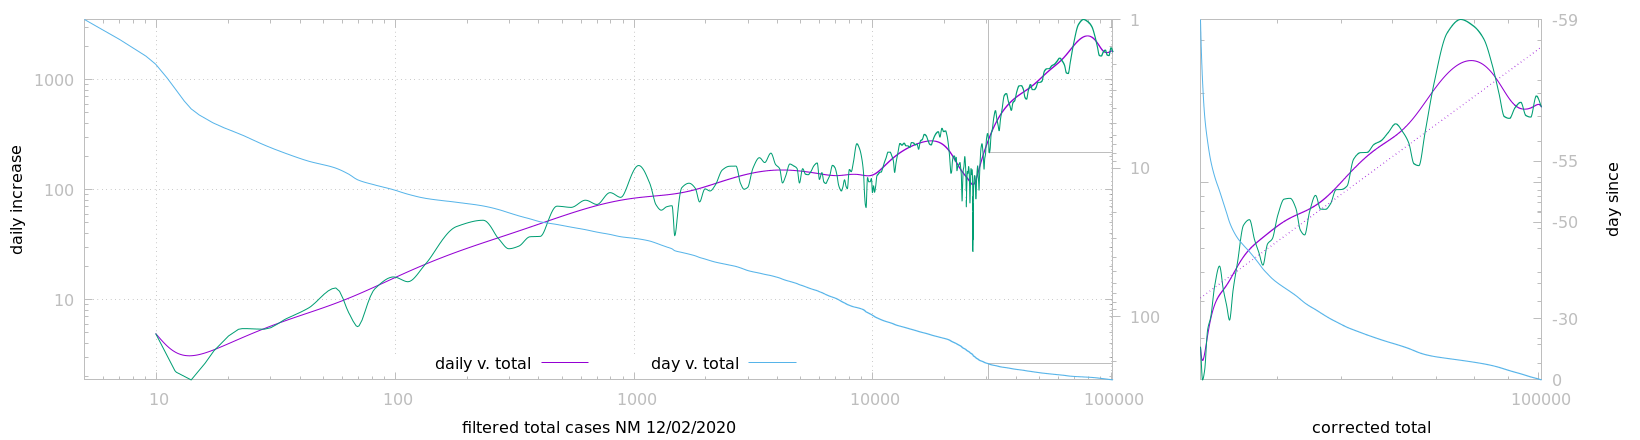 daily increase
1000
100
10
daily v. total
day v. total
10
100
1000
10000
100000
filtered total cases NM 12/02/2020
1
10
100
-59
-55
-50
-30
0
day since
100000
corrected total